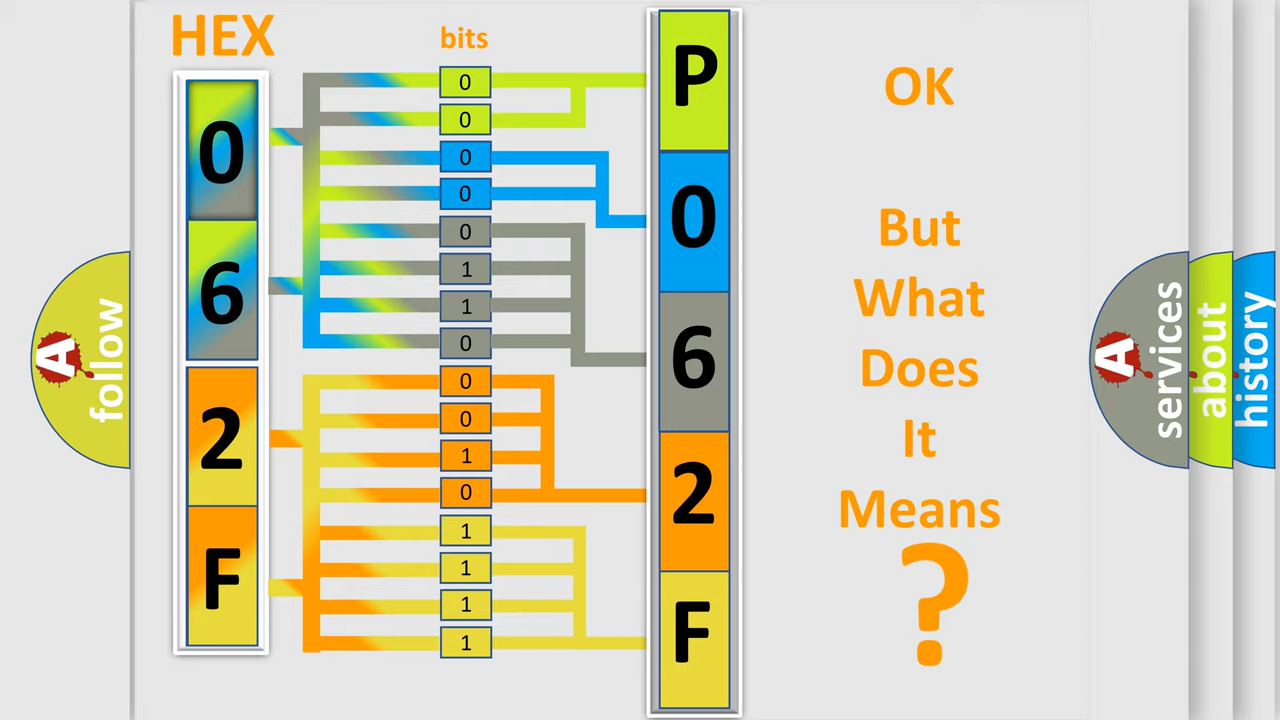 HEX
bits
0
6
2
F
0
0
0
0
0
1
1
0
0
0
1
0
1
1
1
1
P
0
6
2
F
OK
But
What
Does
It
Means
?
A
follow
A
services
about
history